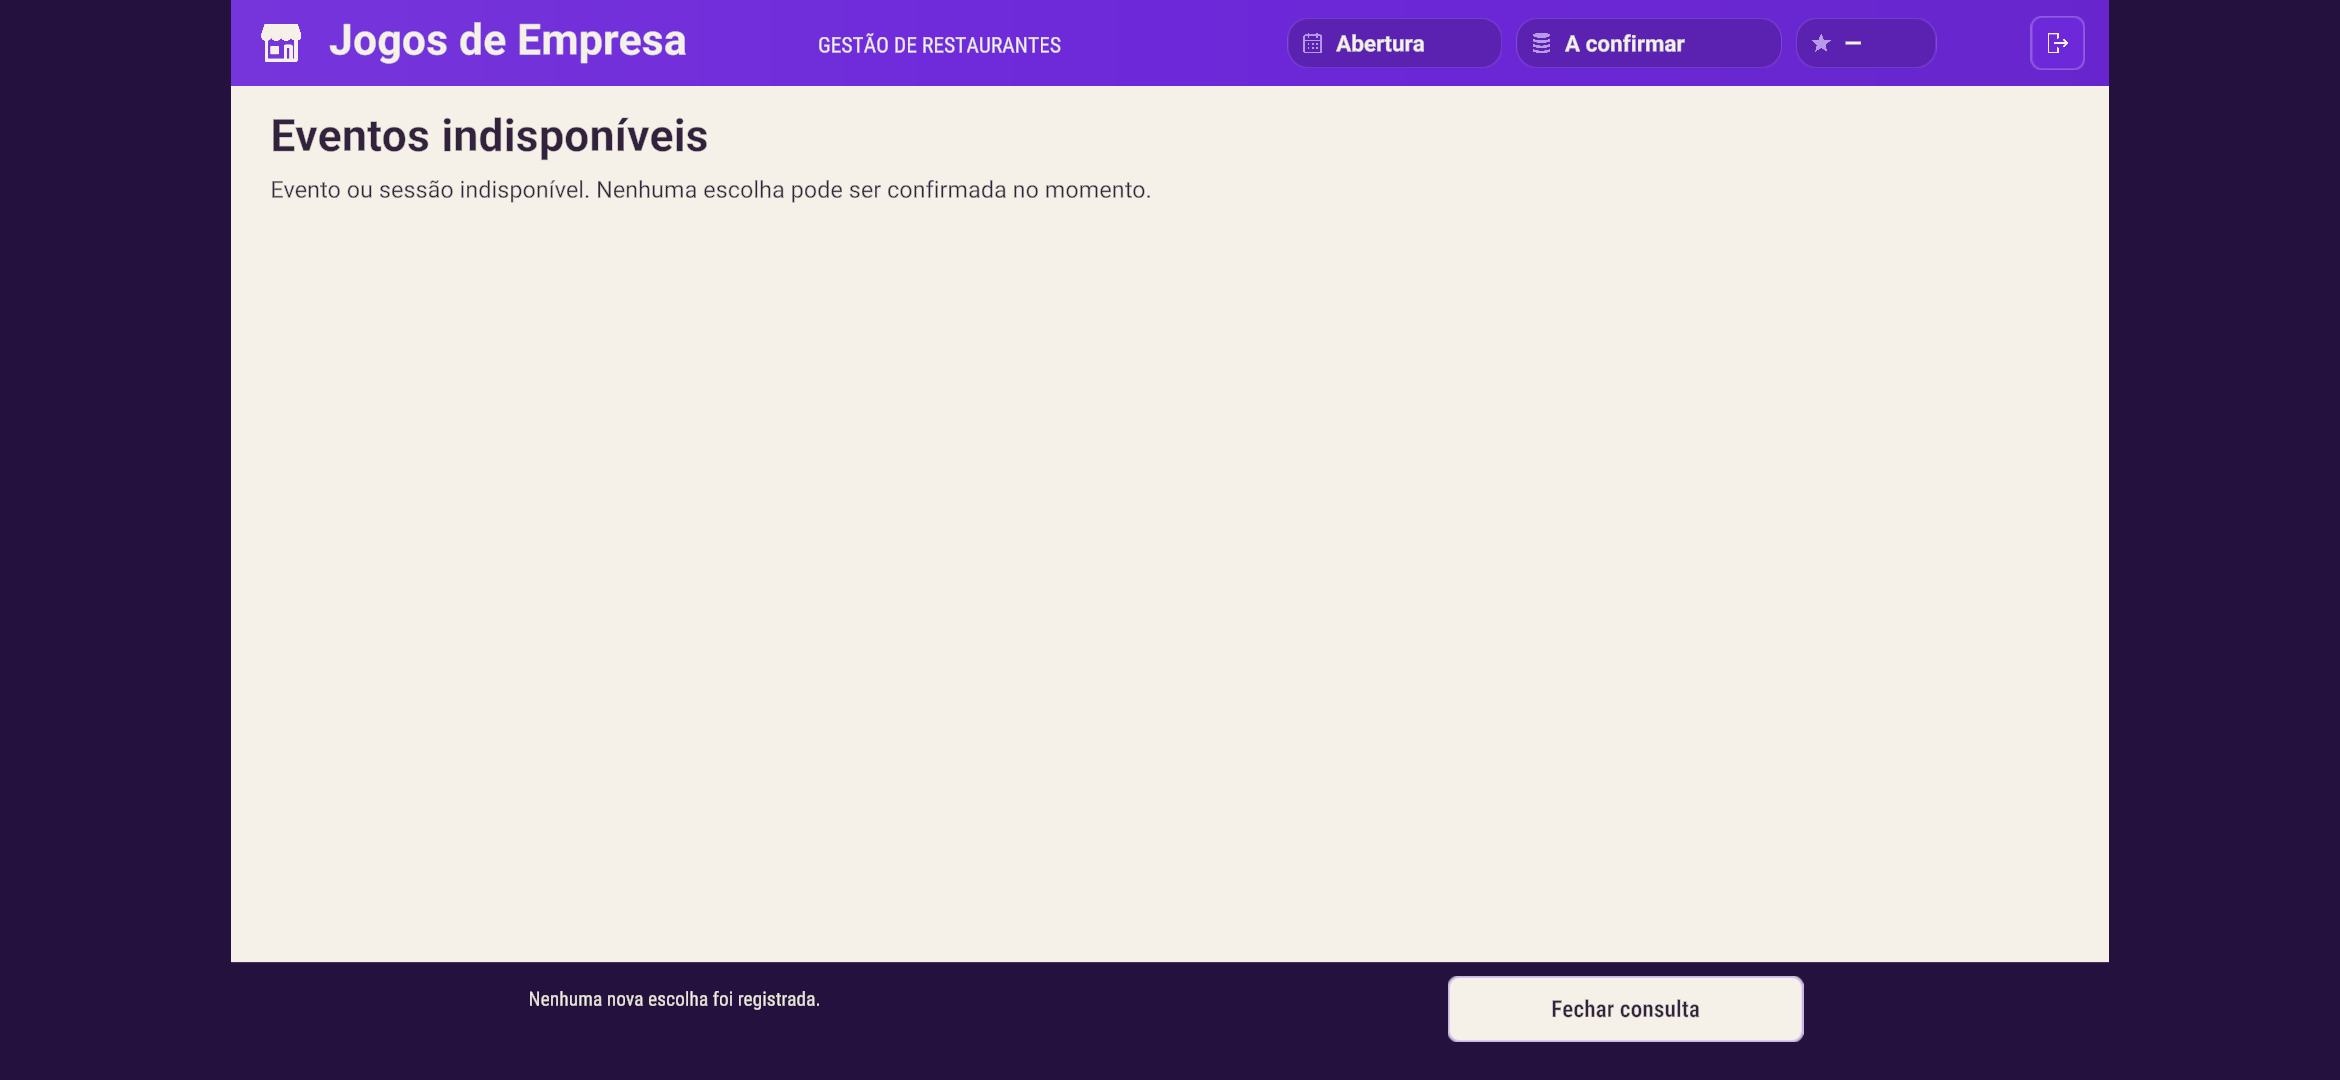 Jogos de Empresa
GESTÃO DE RESTAURANTES
Abertura
A confirmar
–
Eventos indisponíveis
Evento ou sessão indisponível. Nenhuma escolha pode ser confirmada no momento.
Nenhuma nova escolha foi registrada.
Fechar consulta